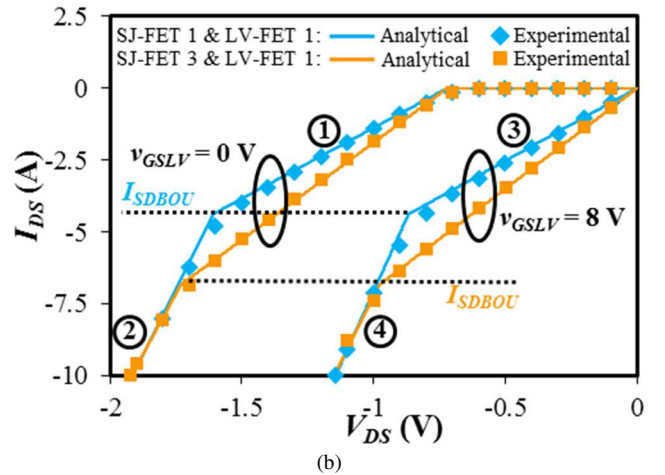 SJ-FET 1 & LV-FET 1: Analytical Experimental
SJ-FET 3 & LV-FET 1: Analytical Experimental
0
-2.5
-5
-7.5
-10
I_DS (A)
1
3
v_GSLV = 0 V
v_GSLV = 8 V
I_SDBOU
I_SDBOU
2
4
-2
-1.5
-1
-0.5
0
V_DS (V)
(b)